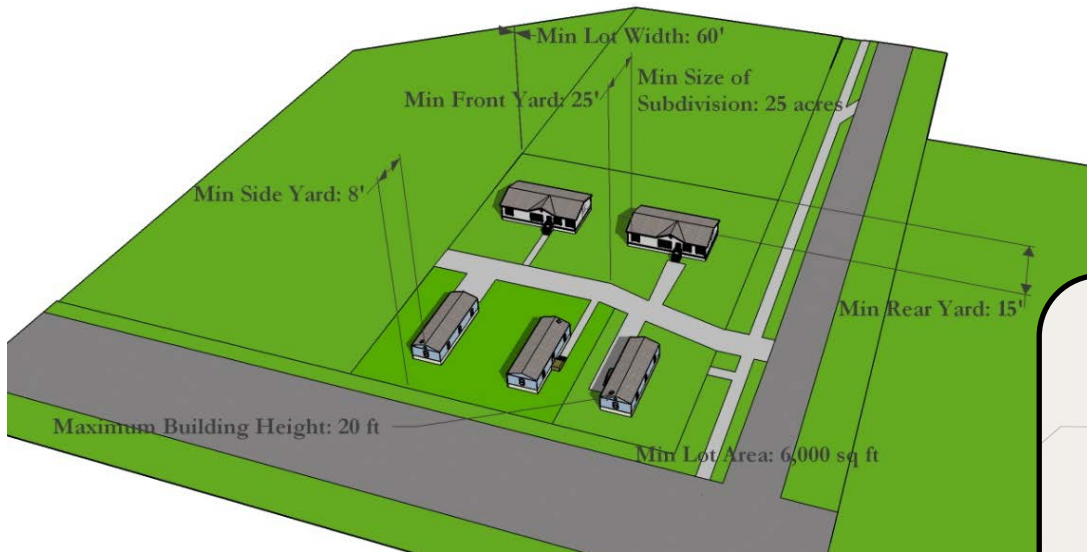 Min Lot Width: 60'
Min Size of
Subdivision: 25 acres
Min Front Yard: 25'
Min Side Yard: 8'
Min Rear Yard: 15'
Maximum Building Height: 20 ft
Min Lot Area: 6,000 sq ft